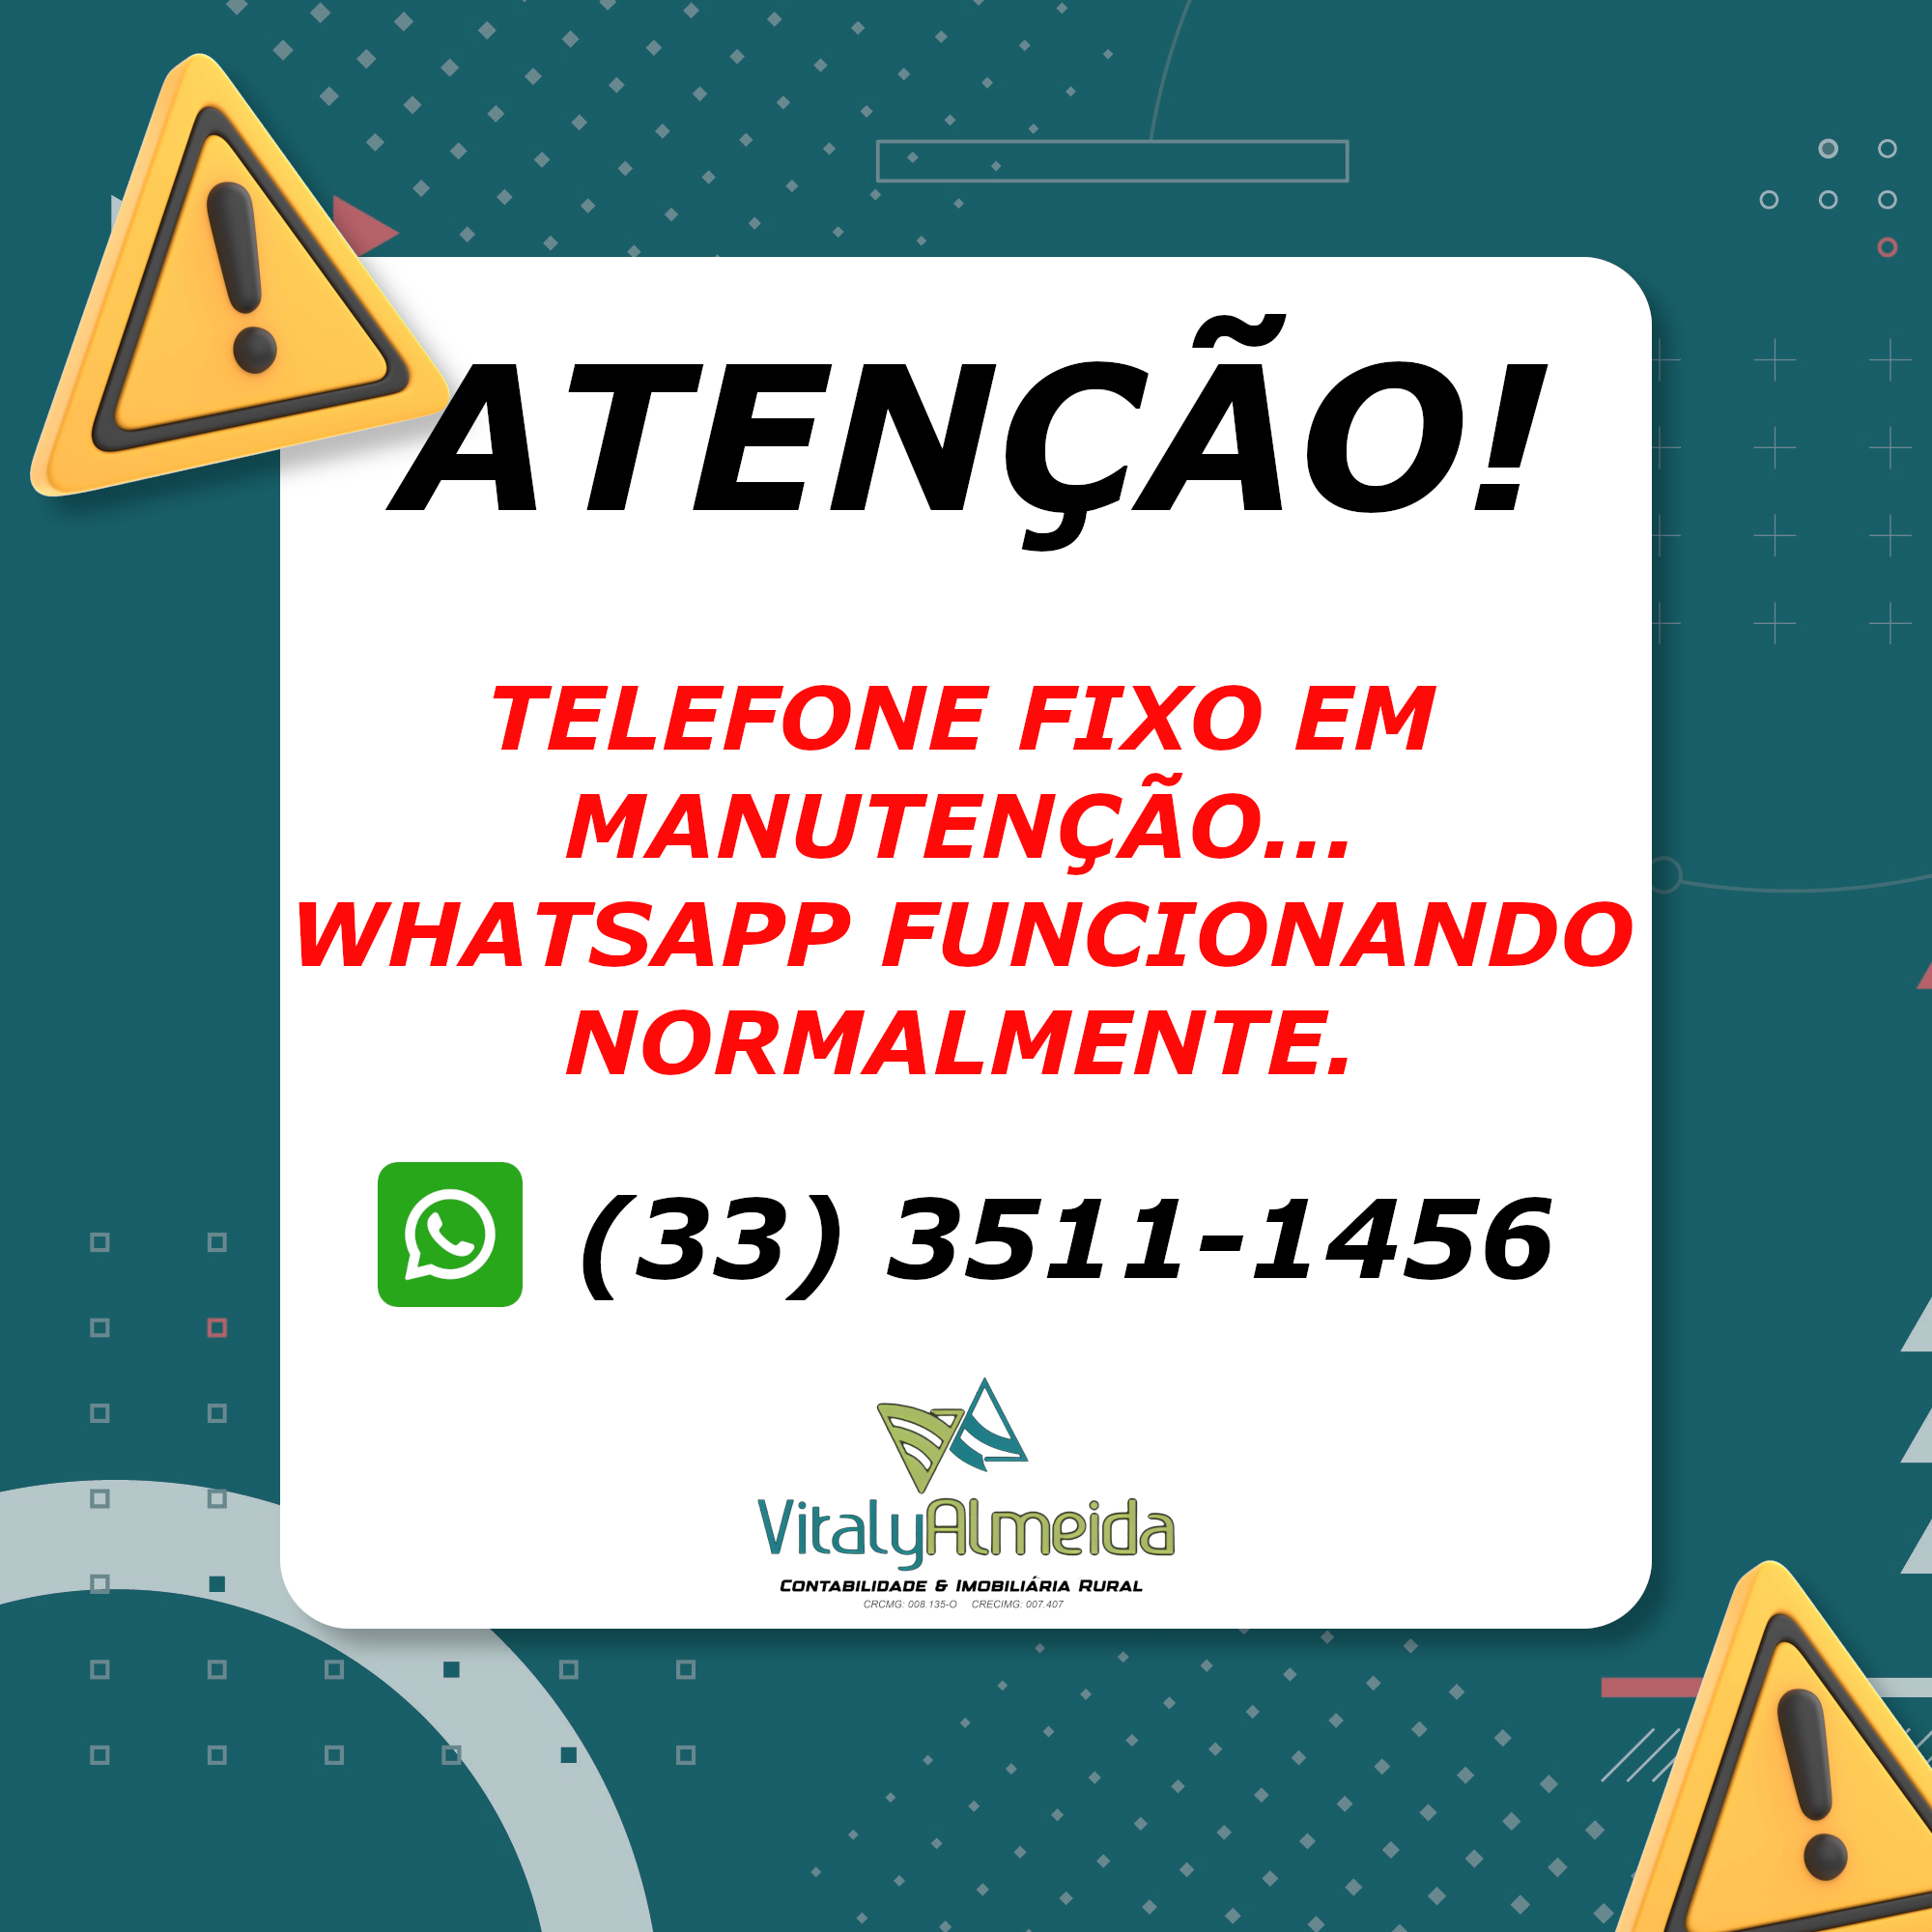 ATENÇÃO!
TELEFONE FIXO EM
MANUTENÇÃO...
WHATSAPP FUNCIONANDO
NORMALMENTE.
(33) 3511-1456
VitalyAlmeida
CONTABILIDADE & IMOBILIÁRIA RURAL
CRCMG: 008.135-O CRECIMG: 007.407